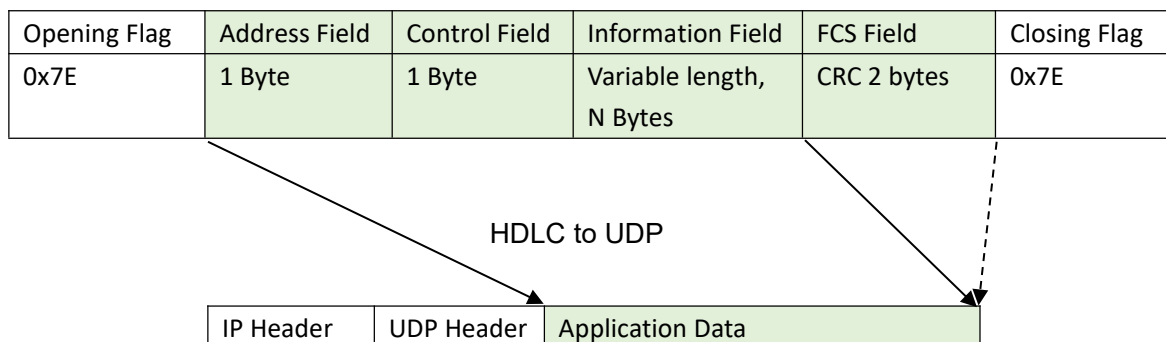 Opening Flag Address Field Control Field Information Field FCS Field Closing Flag
0x7E 1 Byte 1 Byte Variable length, CRC 2 bytes 0x7E
N Bytes
HDLC to UDP
IP Header UDP Header Application Data